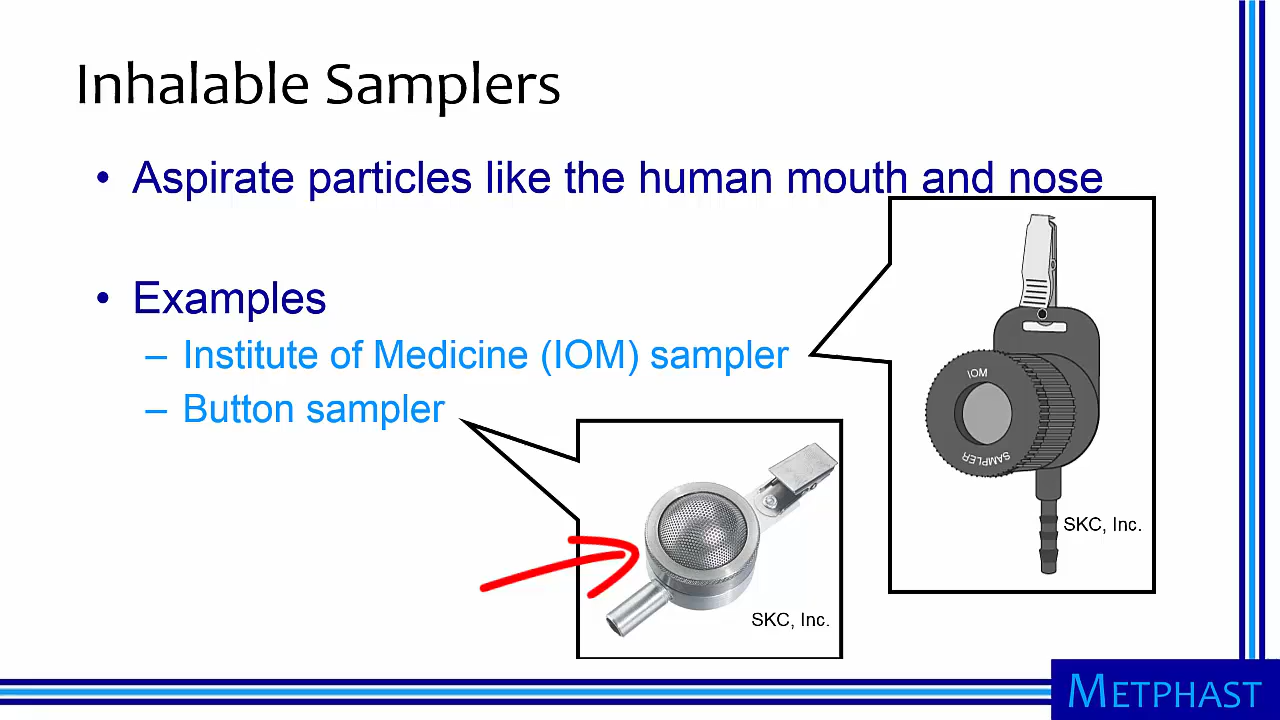 Inhalable Samplers
• Aspirate particles like the human mouth and nose
• Examples
– Institute of Medicine (IOM) sampler
– Button sampler
IOM
SAMPLER
SKC, Inc.
SKC, Inc.
METPHAST